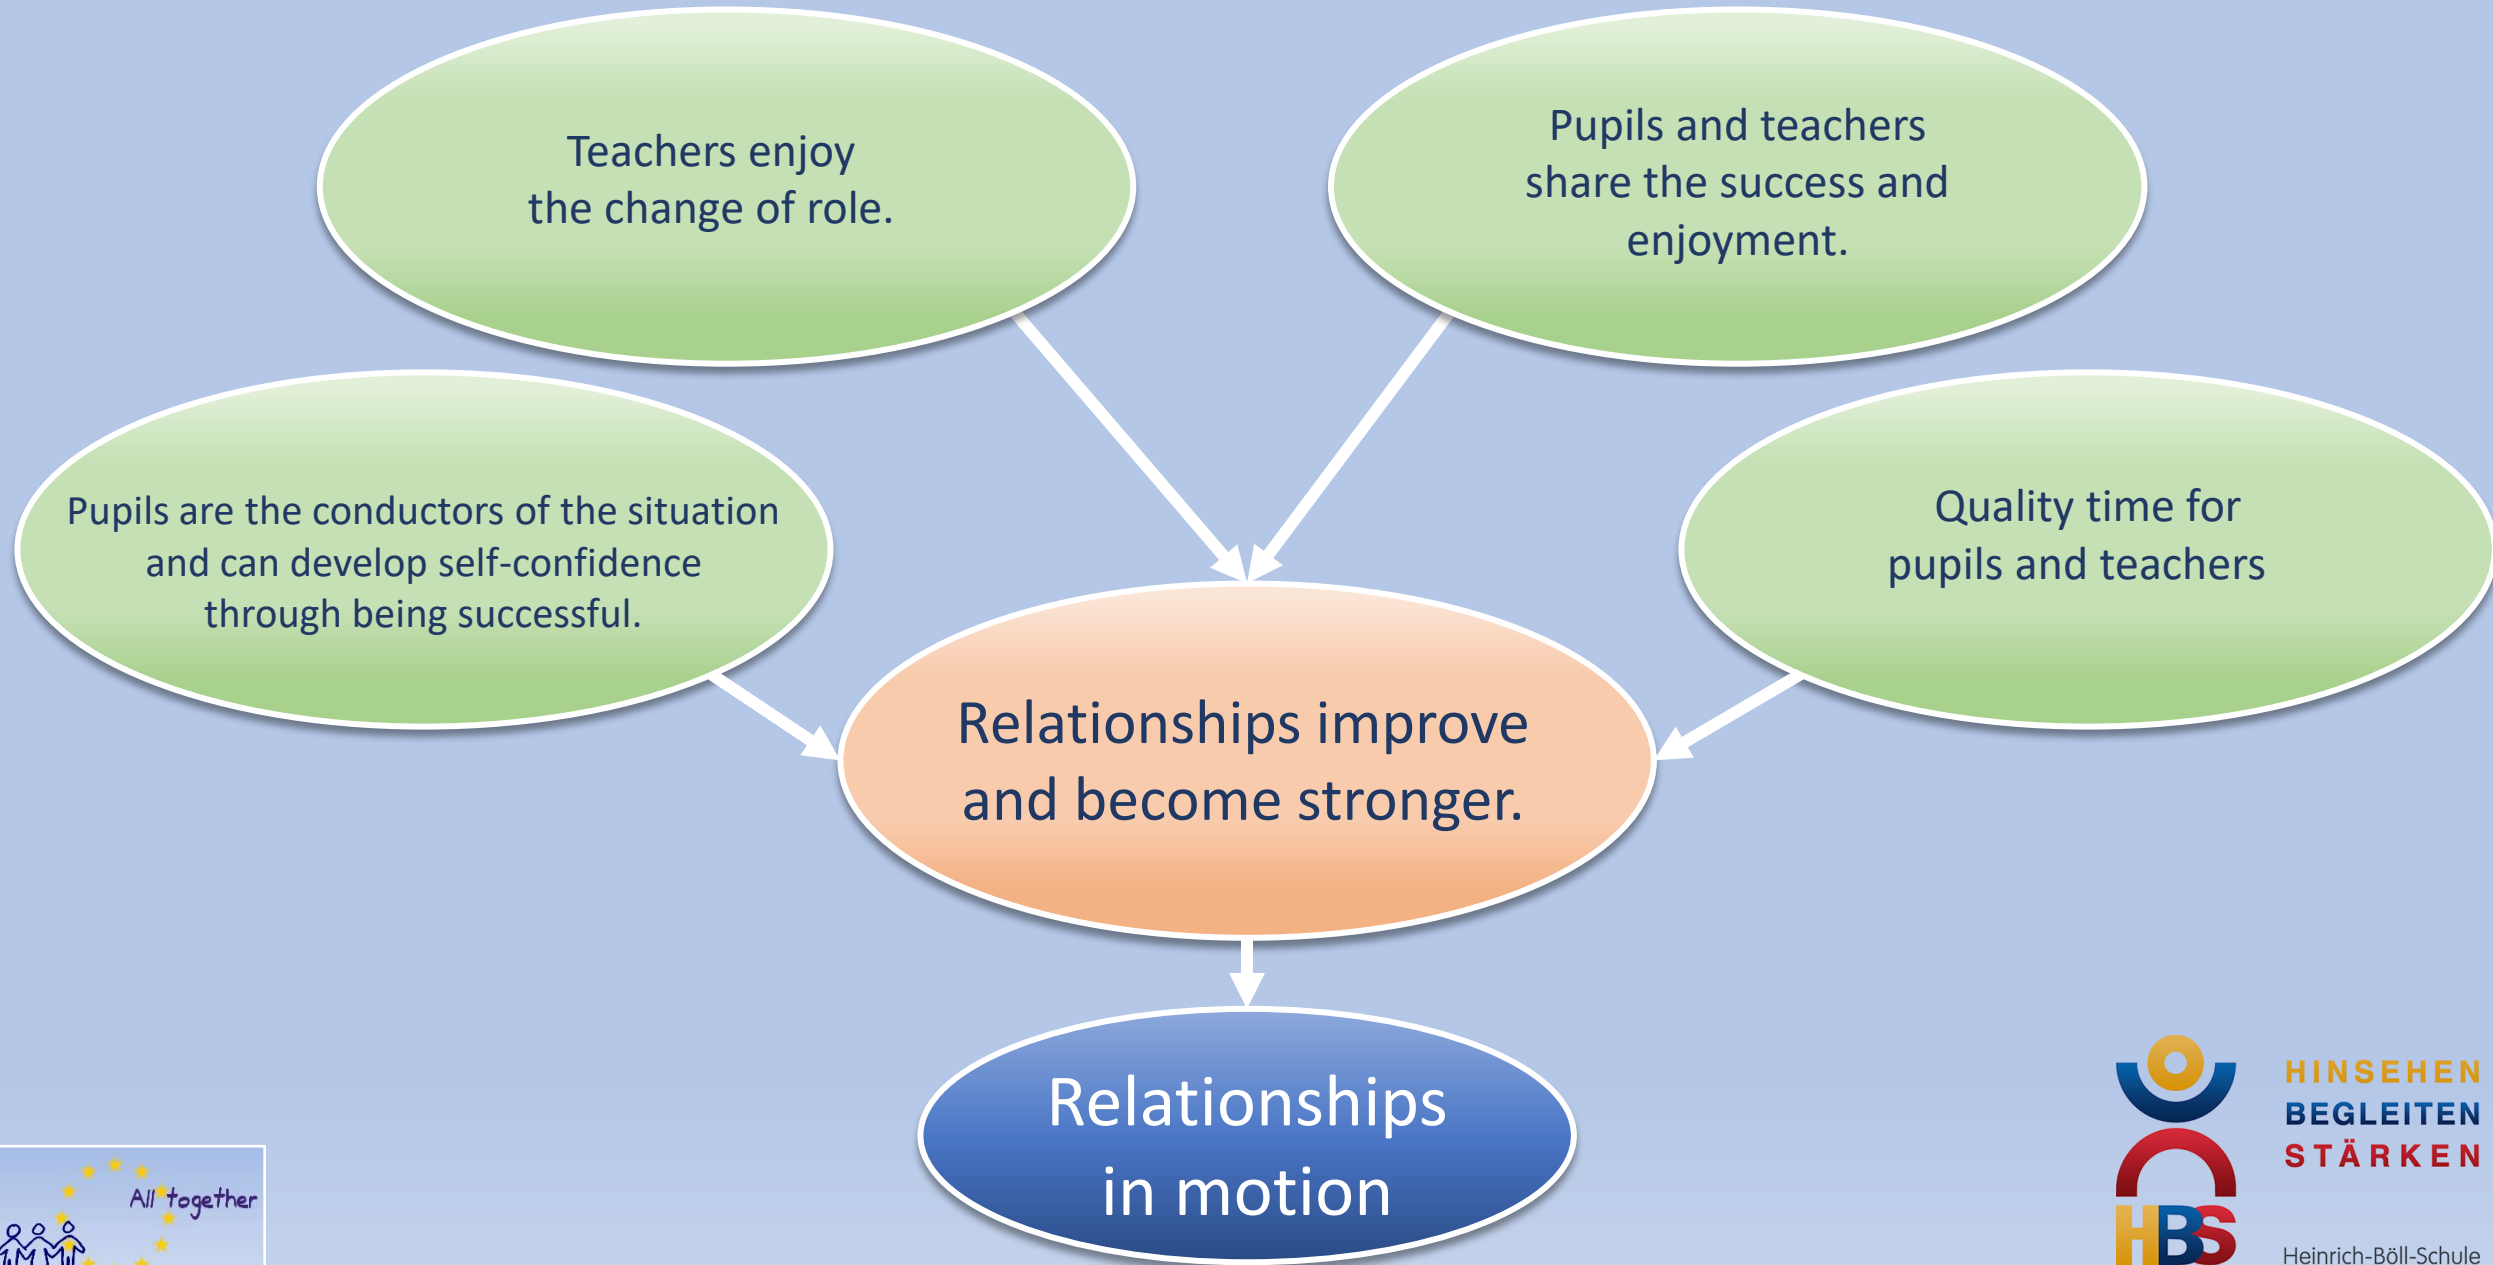 Teachers enjoy
the change of role.
Pupils and teachers
share the success and
enjoyment.
Pupils are the conductors of the situation
and can develop self-confidence
through being successful.
Quality time for
pupils and teachers
Relationships improve
and become stronger.
Relationships
in motion
All together
HINSEHEN
BEGLEITEN
STÄRKEN
HBS
Heinrich-Böll-Schule